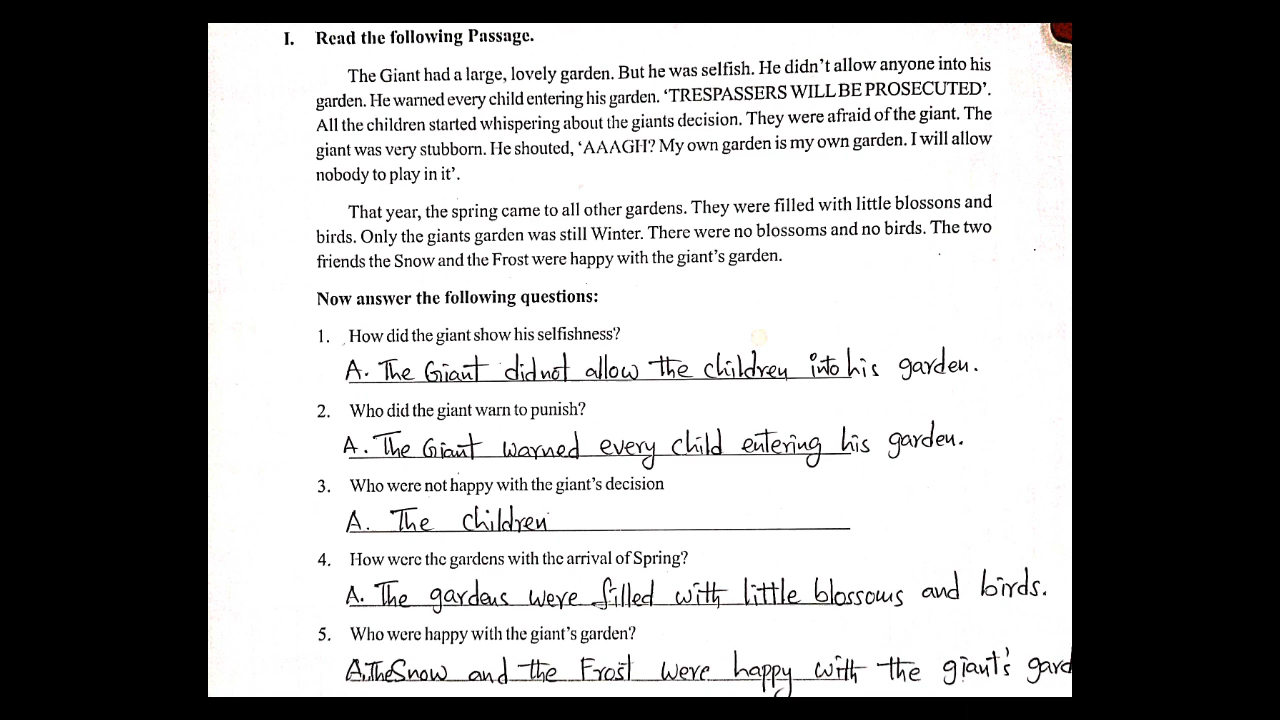 I. Read the following Passage.
The Giant had a large, lovely garden. But he was selfish. He didn't allow anyone into his
garden. He warned every child entering his garden. 'TRESPASSERS WILL BE PROSECUTED'.
All the children started whispering about the giants decision. They were afraid of the giant. The
giant was very stubborn. He shouted, 'AAAGH? My own garden is my own garden. I will allow
nobody to play in it'.
That year, the spring came to all other gardens. They were filled with little blossons and
birds. Only the giants garden was still Winter. There were no blossoms and no birds. The two
friends the Snow and the Frost were happy with the giant's garden.
Now answer the following questions:
1. How did the giant show his selfishness?
A. The Giant did not allow the children into his garden.
2. Who did the giant warn to punish?
A. The Giant warned every child entering his garden.
3. Who were not happy with the giant's decision
A. The children
4. How were the gardens with the arrival of Spring?
A. The gardens were filled with little blossoms and birds.
5. Who were happy with the giant's garden?
A. The Snow and the Frost were happy with the giant's gard